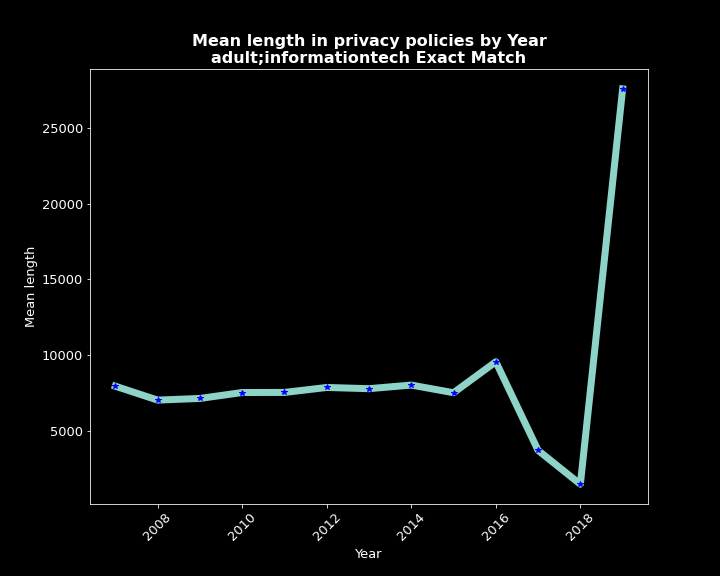 Mean length in privacy policies by Year
adult;informationtech Exact Match
Mean length
25000
20000
15000
10000
5000
2008
2010
2012
2014
2016
2018
Year